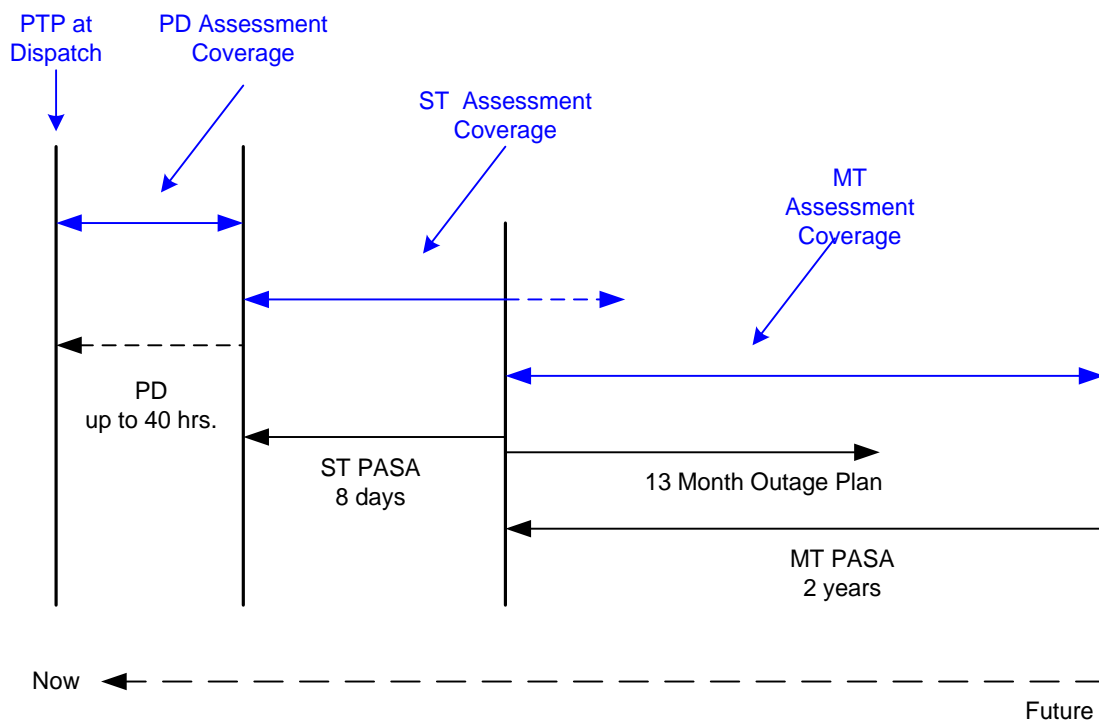 PTP at
Dispatch
PD Assessment
Coverage
ST Assessment
Coverage
MT
Assessment
Coverage
PD
up to 40 hrs.
ST PASA
8 days
13 Month Outage Plan
MT PASA
2 years
Now
Future